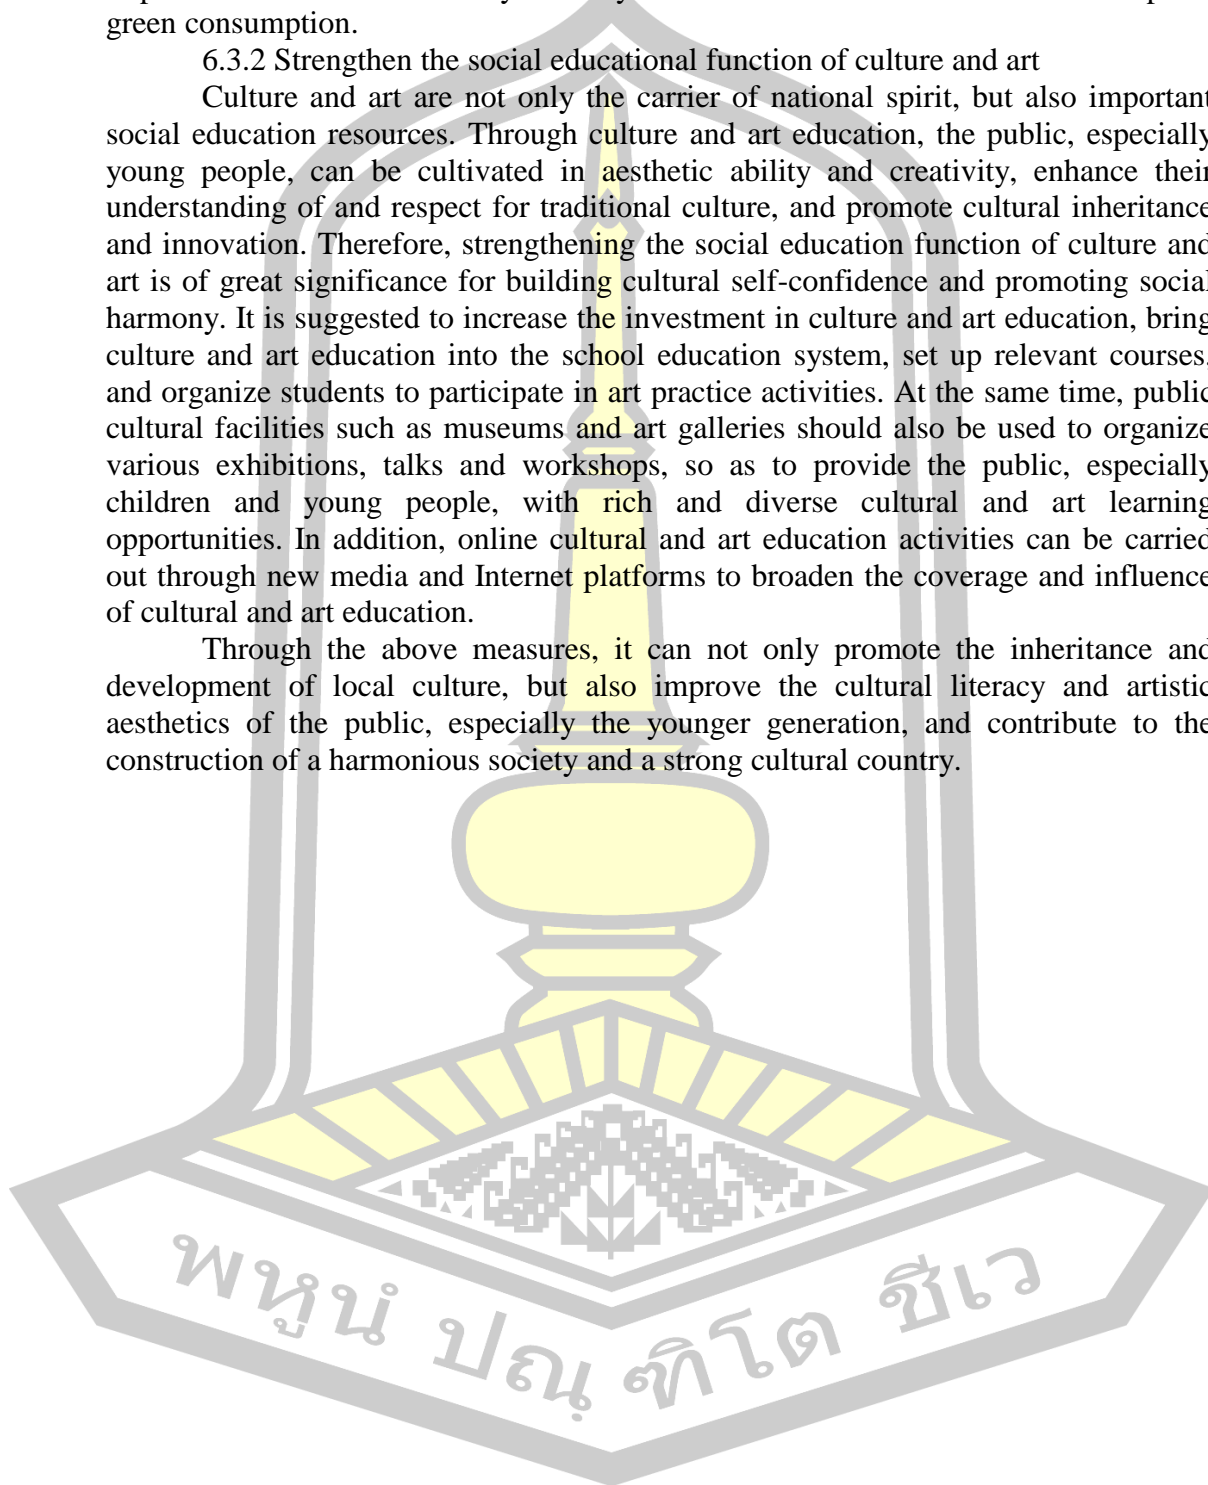 green consumption.
6.3.2 Strengthen the social educational function of culture and art
Culture and art are not only the carrier of national spirit, but also important
social education resources. Through culture and art education, the public, especially
young people, can be cultivated in aesthetic ability and creativity, enhance their
understanding of and respect for traditional culture, and promote cultural inheritance
and innovation. Therefore, strengthening the social education function of culture and
art is of great significance for building cultural self-confidence and promoting social
harmony. It is suggested to increase the investment in culture and art education, bring
culture and art education into the school education system, set up relevant courses,
and organize students to participate in art practice activities. At the same time, public
cultural facilities such as museums and art galleries should also be used to organize
various exhibitions, talks and workshops, so as to provide the public, especially
children and young people, with rich and diverse cultural and art learning
opportunities. In addition, online cultural and art education activities can be carried
out through new media and Internet platforms to broaden the coverage and influence
of cultural and art education.
Through the above measures, it can not only promote the inheritance and
development of local culture, but also improve the cultural literacy and artistic
aesthetics of the public, especially the younger generation, and contribute to the
construction of a harmonious society and a strong cultural country.
พหูนํ ปณฺฑิโต ชีเว